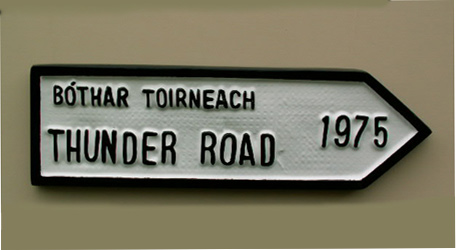 BÓTHAR TOIRNEACH
THUNDER ROAD 1975